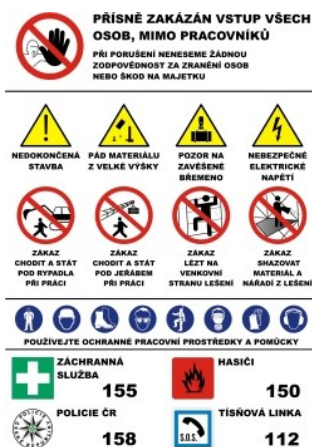 PŘÍSNĚ ZAKÁZÁN VSTUP VŠECH
OSOB, MIMO PRACOVNÍKŮ
PŘI PORUŠENÍ NENESEME ŽÁDNOU
ZODPOVĚDNOST ZA ZRANĚNÍ OSOB
NEBO ŠKOD NA MAJETKU
NEDOKONČENÁ
STAVBA
PÁD MATERIÁLU
Z VELKÉ VÝŠKY
POZOR NA
ZAVĚŠENÉ
BŘEMENO
NEBEZPEČNÉ
ELEKTRICKÉ
NAPĚTÍ
ZÁKAZ
CHODIT A STÁT
POD RYPADLA
PŘI PRÁCI
ZÁKAZ
CHODIT A STÁT
POD JEŘÁBEM
PŘI PRÁCI
ZÁKAZ
LÉZT NA
VENKOVNÍ
STRANU LEŠENÍ
ZÁKAZ
SHAZOVAT
MATERIÁL A
NÁŘADÍ Z LEŠENÍ
POUŽÍVEJTE OCHRANNÉ PRACOVNÍ PROSTŘEDKY A POMŮCKY
ZÁCHRANNÁ
SLUŽBA
155
HASIČI
150
POLICIE ČR
158
S.O.S.
TÍSŇOVÁ LINKA
112